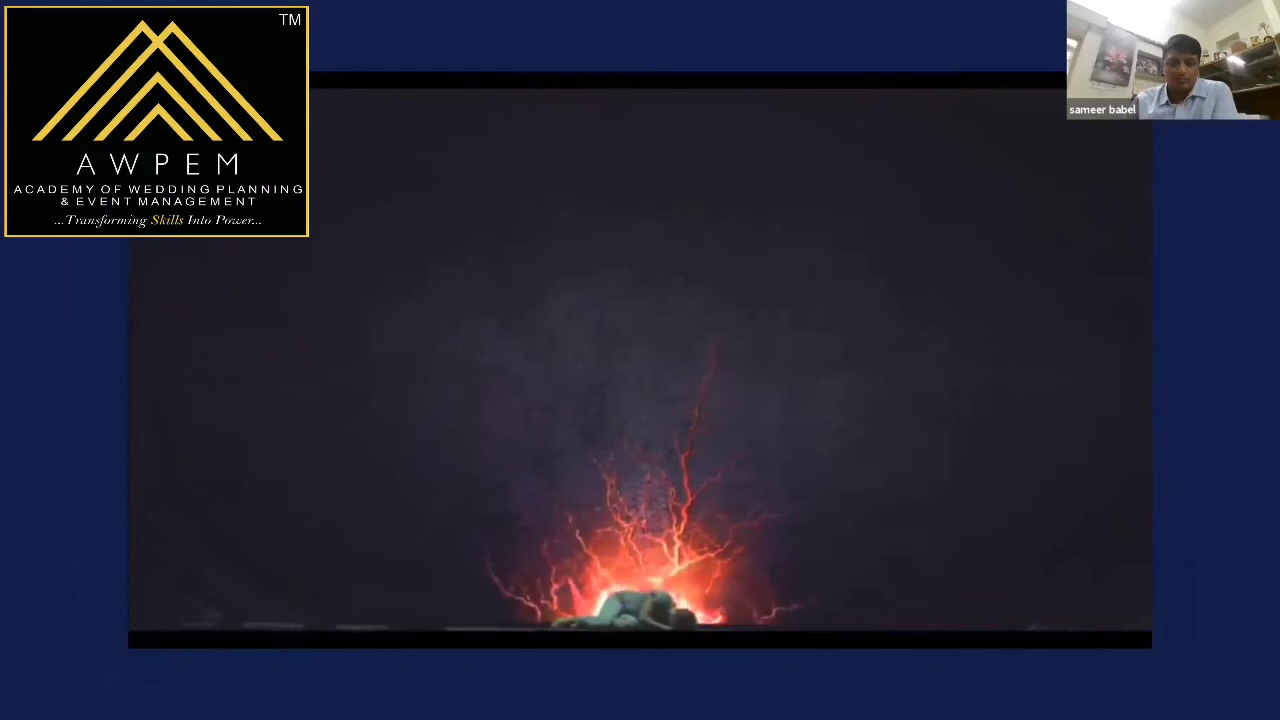 TM
AWPEM
ACADEMY OF WEDDING PLANNING
& EVENT MANAGEMENT
...Transforming Skills Into Power...
sameer babel